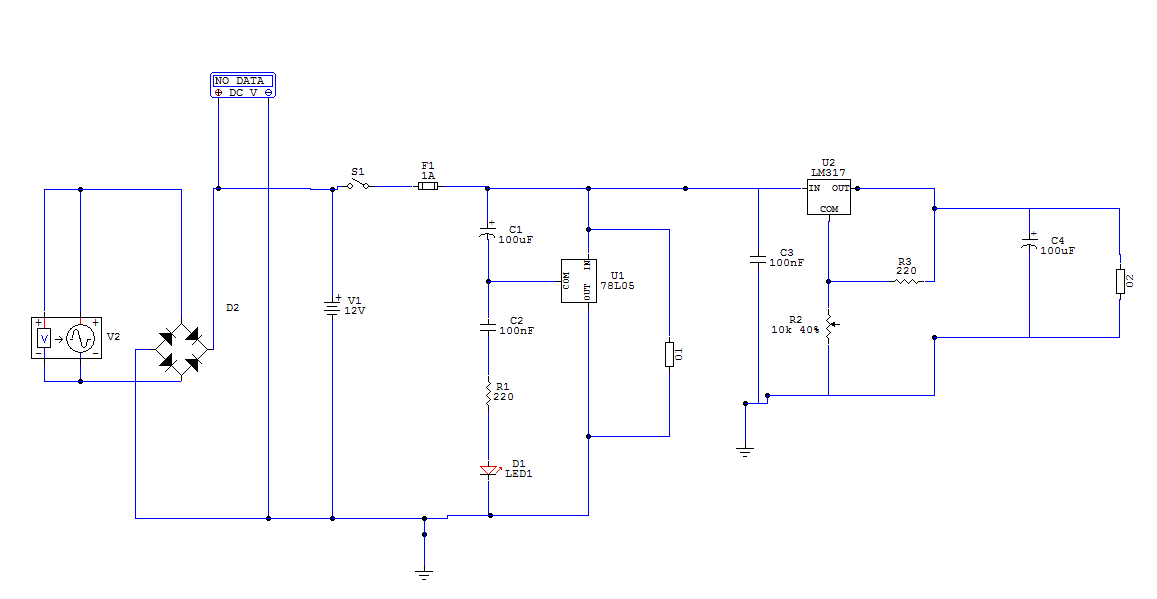 NO DATA
+ DC V −
S1
F1
1A
U2
LM317
IN OUT
COM
+
C1
100uF
C3
100nF
R3
220
+
C4
100uF
O2
IN
COM
OUT
U1
78L05
D2
+
V1
12V
C2
100nF
R2
10k 40%
+ +
V
− −
V2
O1
R1
220
D1
LED1